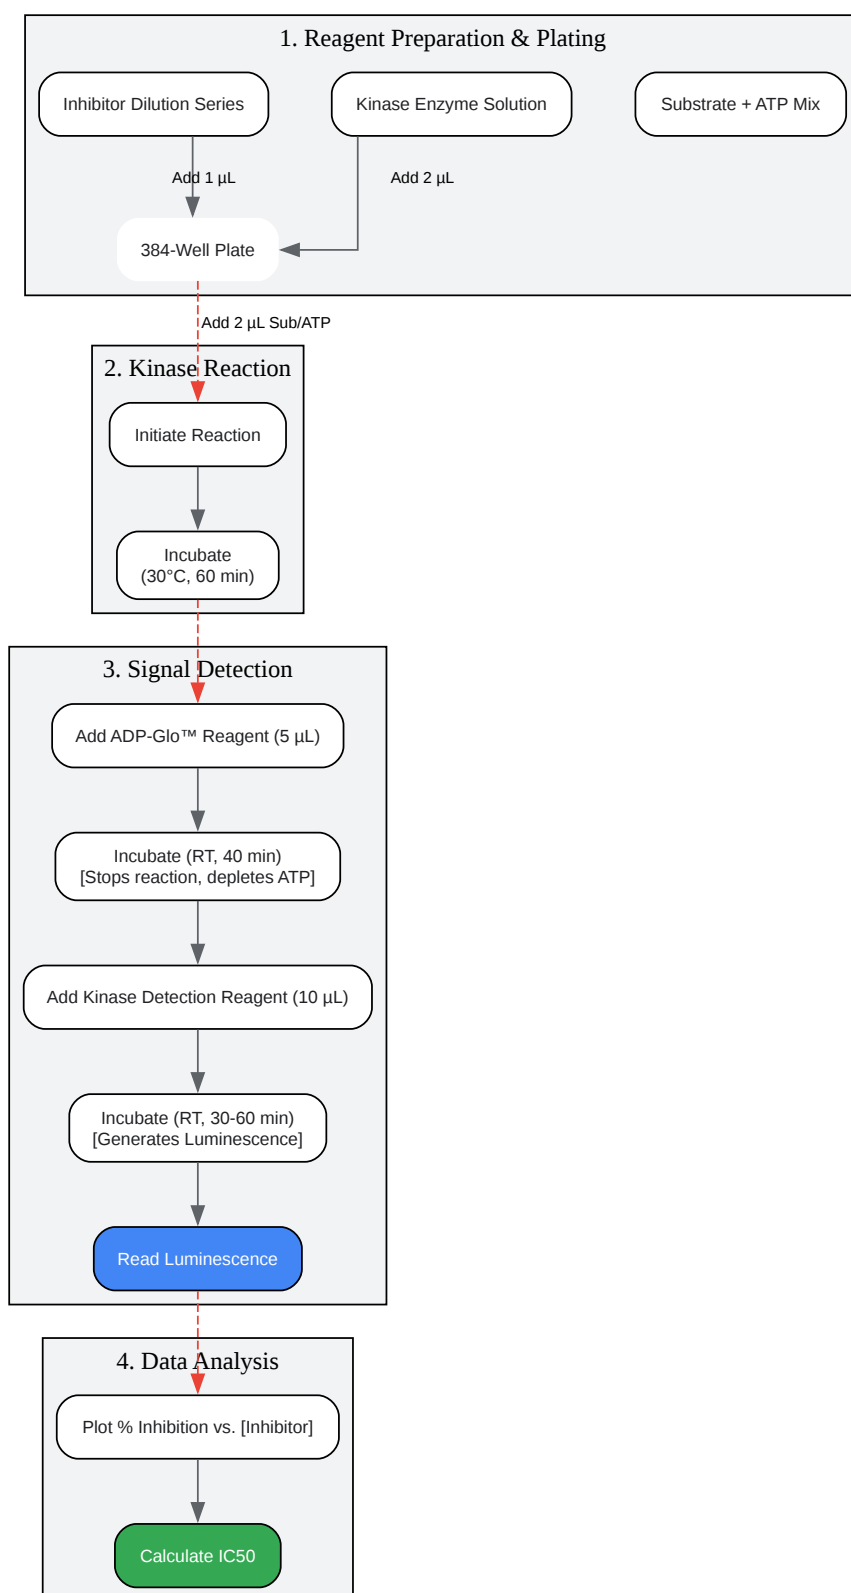 1. Reagent Preparation & Plating
Inhibitor Dilution Series
Kinase Enzyme Solution
Substrate + ATP Mix
Add 1 µL
Add 2 µL
384-Well Plate
Add 2 µL Sub/ATP
2. Kinase Reaction
Initiate Reaction
Incubate
(30°C, 60 min)
3. Signal Detection
Add ADP-Glo™ Reagent (5 µL)
Incubate (RT, 40 min)
[Stops reaction, depletes ATP]
Add Kinase Detection Reagent (10 µL)
Incubate (RT, 30-60 min)
[Generates Luminescence]
Read Luminescence
4. Data Analysis
Plot % Inhibition vs. [Inhibitor]
Calculate IC50